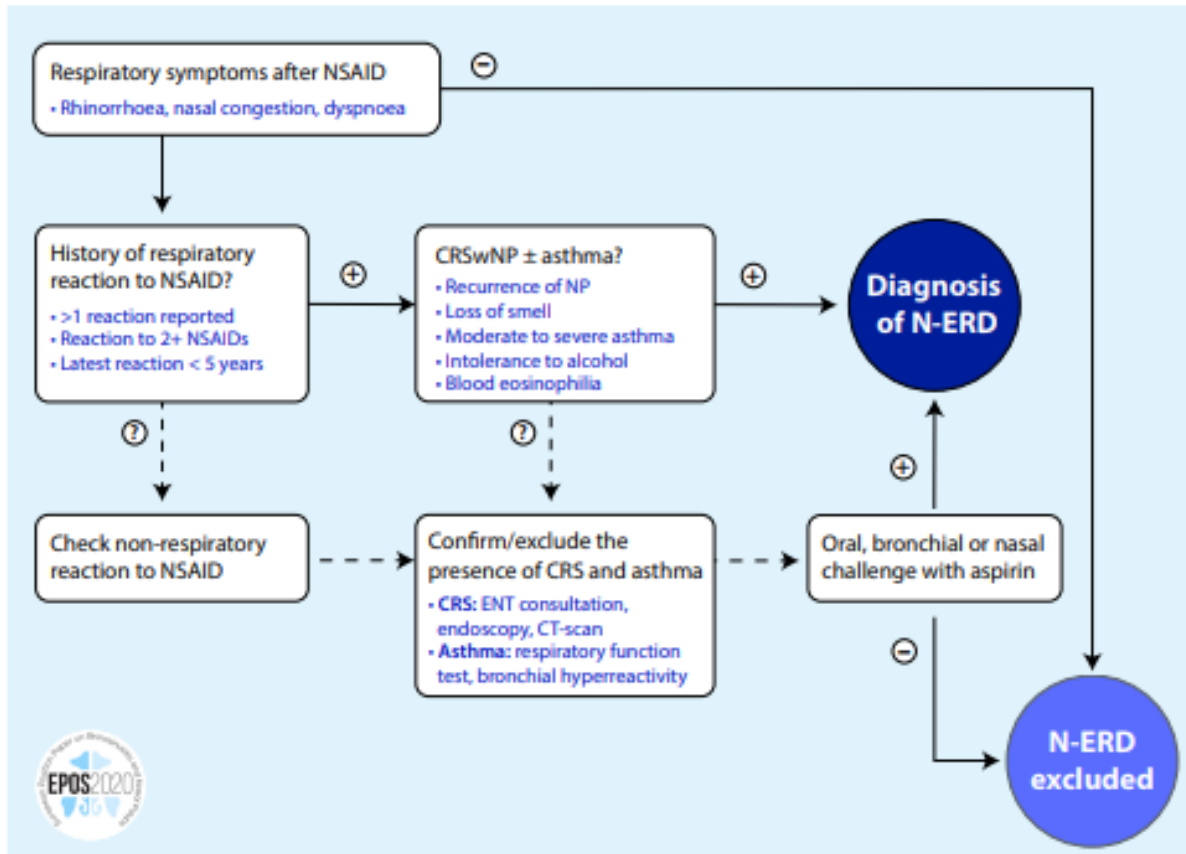 Respiratory symptoms after NSAID
• Rhinorrhoea, nasal congestion, dyspnoea
−
History of respiratory
reaction to NSAID?
• >1 reaction reported
• Reaction to 2+ NSAIDs
• Latest reaction < 5 years
+
CRSwNP ± asthma?
• Recurrence of NP
• Loss of smell
• Moderate to severe asthma
• Intolerance to alcohol
• Blood eosinophilia
+
Diagnosis
of N-ERD
?
?
+
Check non-respiratory
reaction to NSAID
Confirm/exclude the
presence of CRS and asthma
• CRS: ENT consultation,
endoscopy, CT-scan
• Asthma: respiratory function
test, bronchial hyperreactivity
Oral, bronchial or nasal
challenge with aspirin
−
N-ERD
excluded
EPOS2020